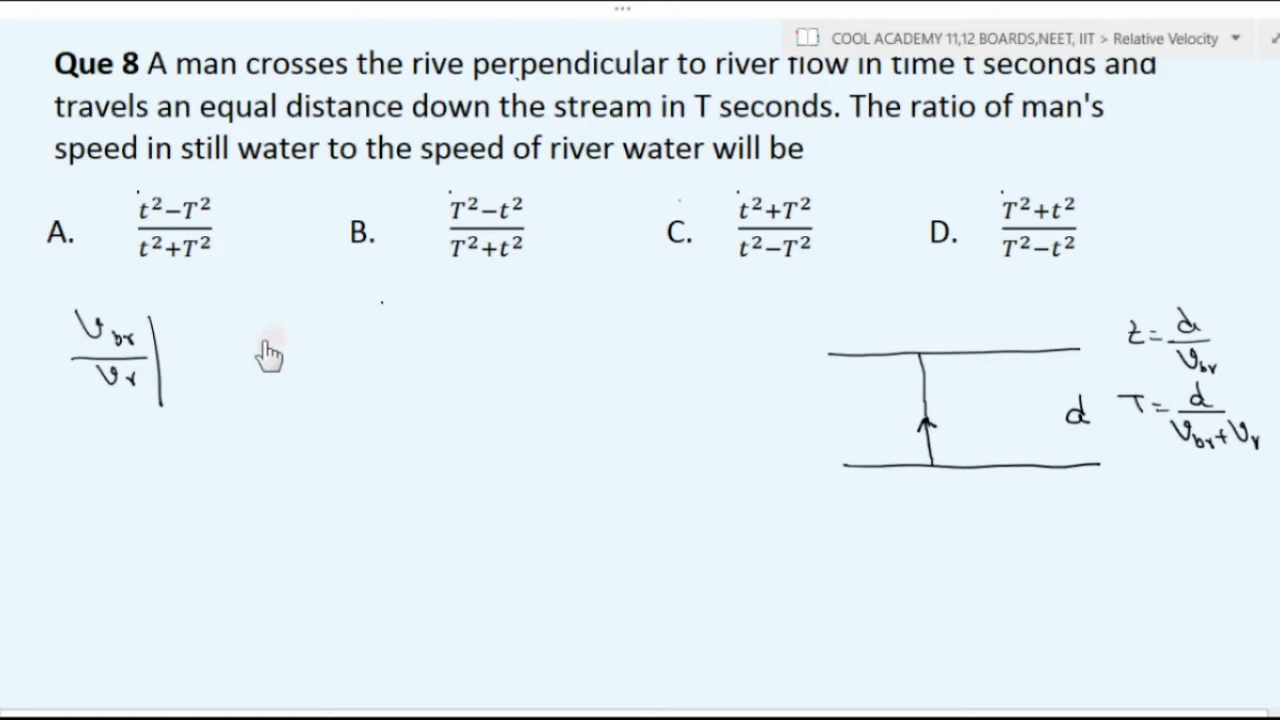 COOL ACADEMY 11,12 BOARDS,NEET, IIT > Relative Velocity
Que 8 A man crosses the rive perpendicular to river flow in time t seconds and
travels an equal distance down the stream in T seconds. The ratio of man's
speed in still water to the speed of river water will be
A. (t²−T²)/(t²+T²) B. (T²−t²)/(T²+t²) C. (t²+T²)/(t²−T²) D. (T²+t²)/(T²−t²)
v_br/v_r
t = d/v_br
d
T = d/(v_br+v_r)